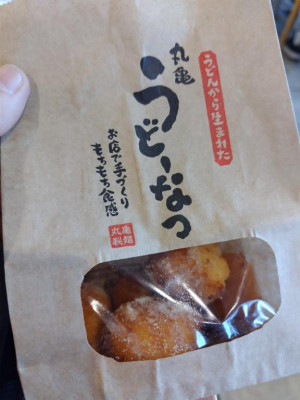 うどんから生まれた
丸亀
うどーなつ
お店で手づくり
もちもち食感
丸亀
製麺